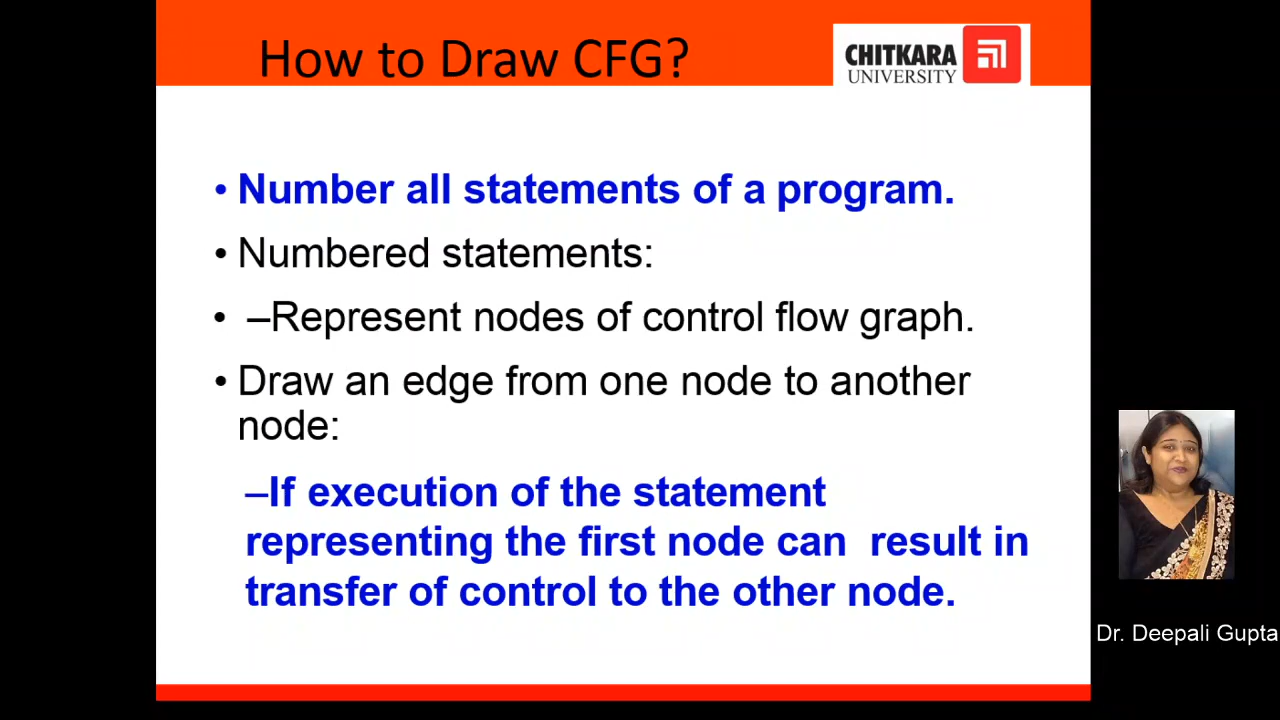 How to Draw CFG?
CHITKARA
UNIVERSITY
• Number all statements of a program.
• Numbered statements:
• –Represent nodes of control flow graph.
• Draw an edge from one node to another
node:
–If execution of the statement
representing the first node can result in
transfer of control to the other node.
Dr. Deepali Gupta